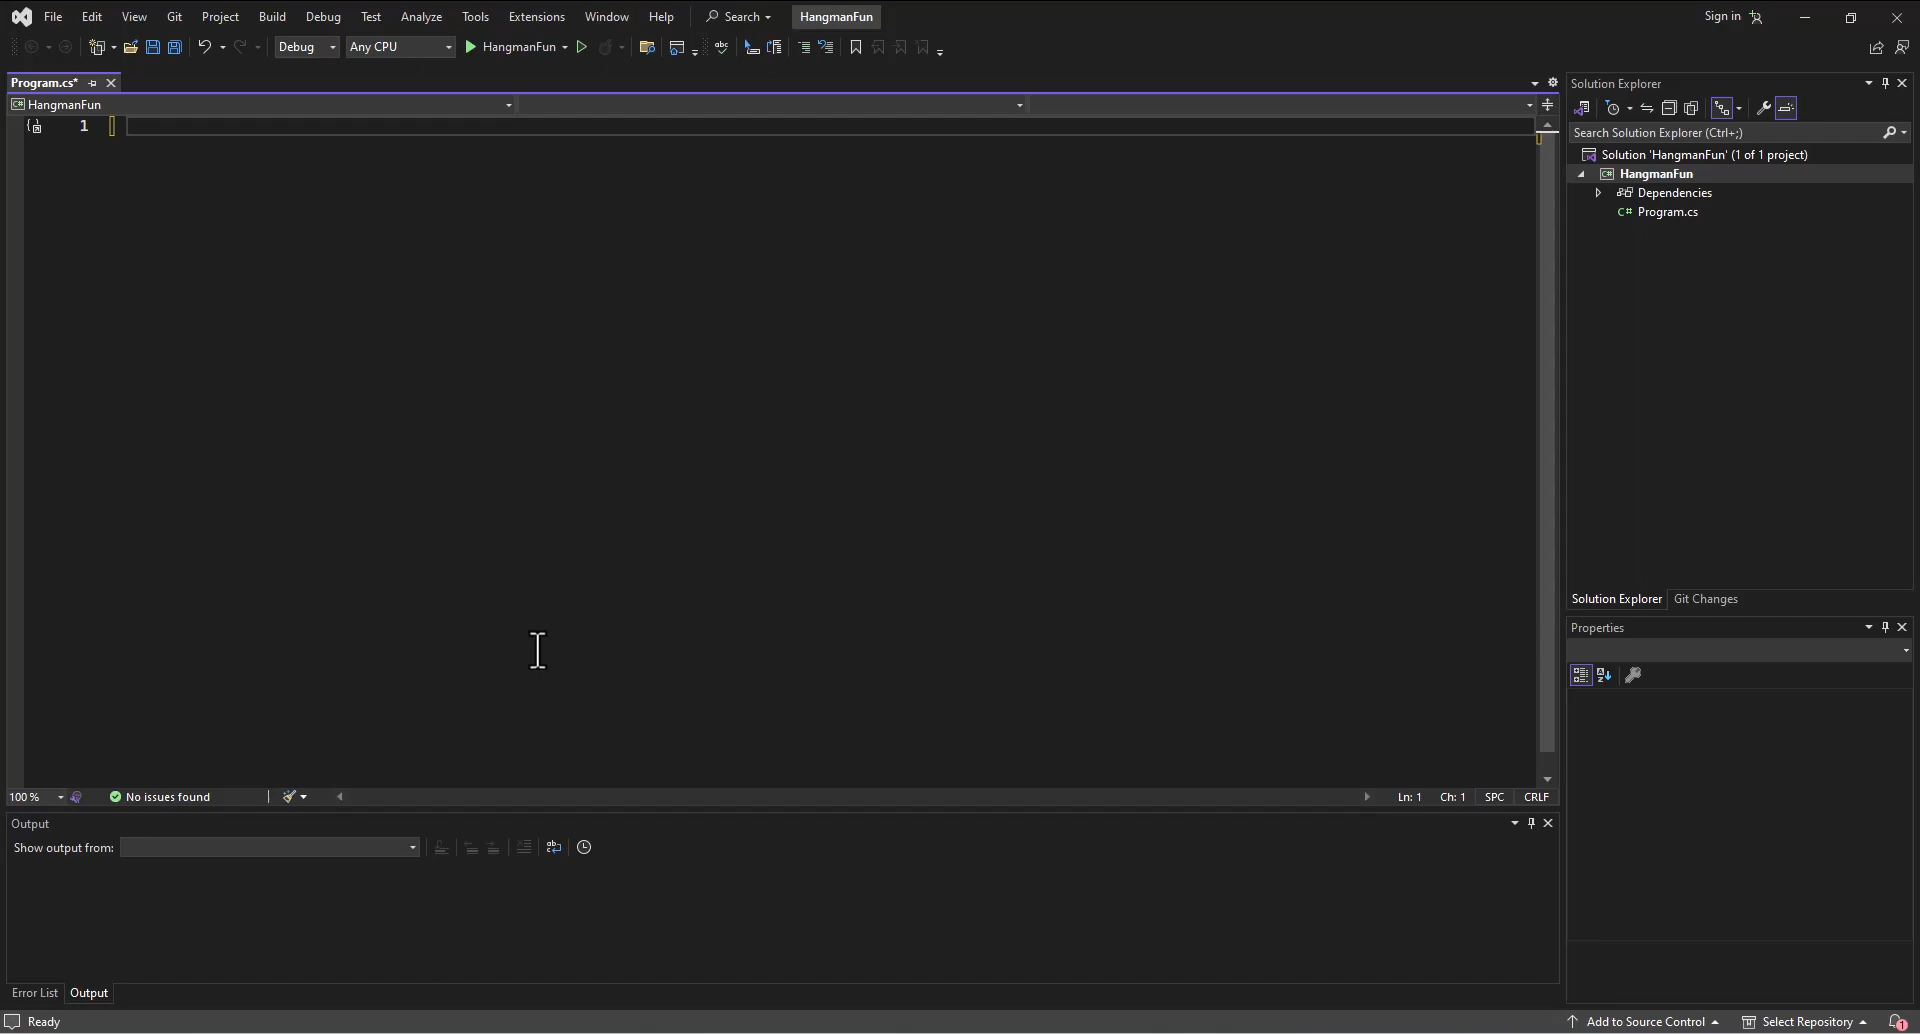 File Edit View Git Project Build Debug Test Analyze Tools Extensions Window Help Search HangmanFun Sign in
Debug Any CPU HangmanFun
Program.cs*
HangmanFun
1
Solution Explorer
Search Solution Explorer (Ctrl+;)
Solution 'HangmanFun' (1 of 1 project)
C# HangmanFun
Dependencies
C# Program.cs
Solution Explorer Git Changes
Properties
100 % No issues found Ln: 1 Ch: 1 SPC CRLF
Output
Show output from:
Error List Output
Ready Add to Source Control Select Repository 1